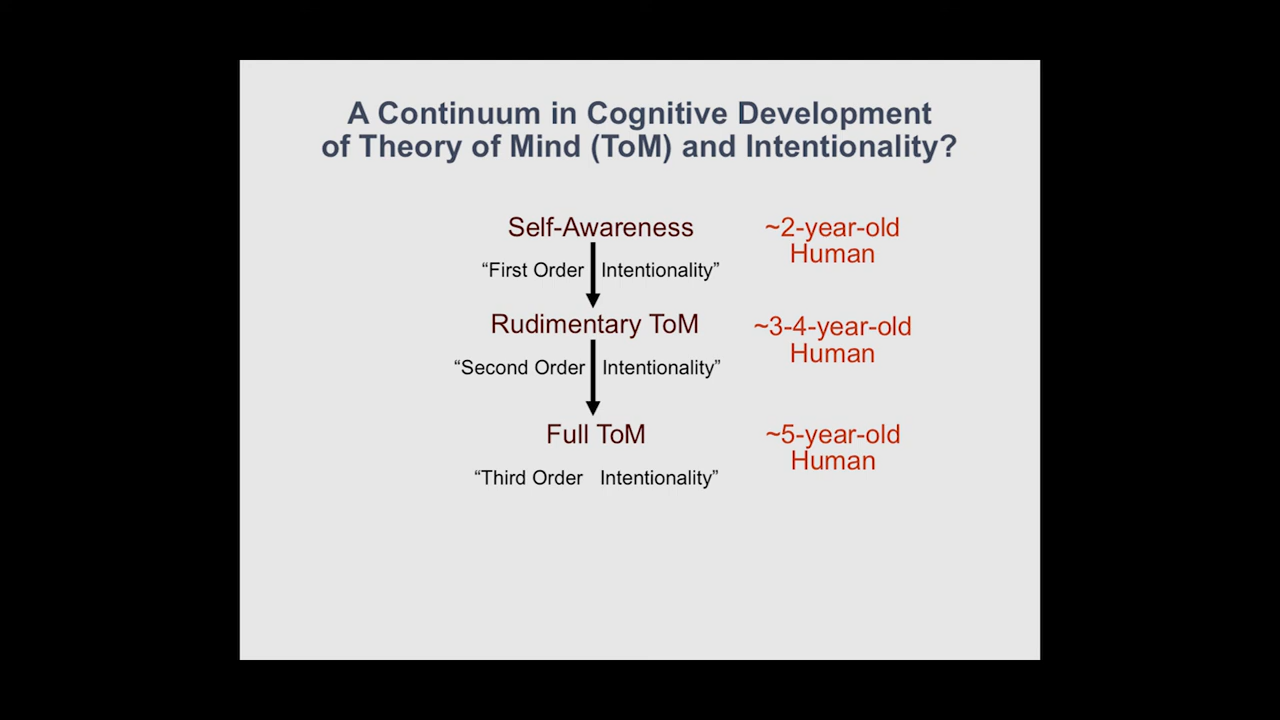 A Continuum in Cognitive Development
of Theory of Mind (ToM) and Intentionality?
Self-Awareness
~2-year-old
Human
“First Order Intentionality”
Rudimentary ToM
~3-4-year-old
Human
“Second Order Intentionality”
Full ToM
~5-year-old
Human
“Third Order Intentionality”